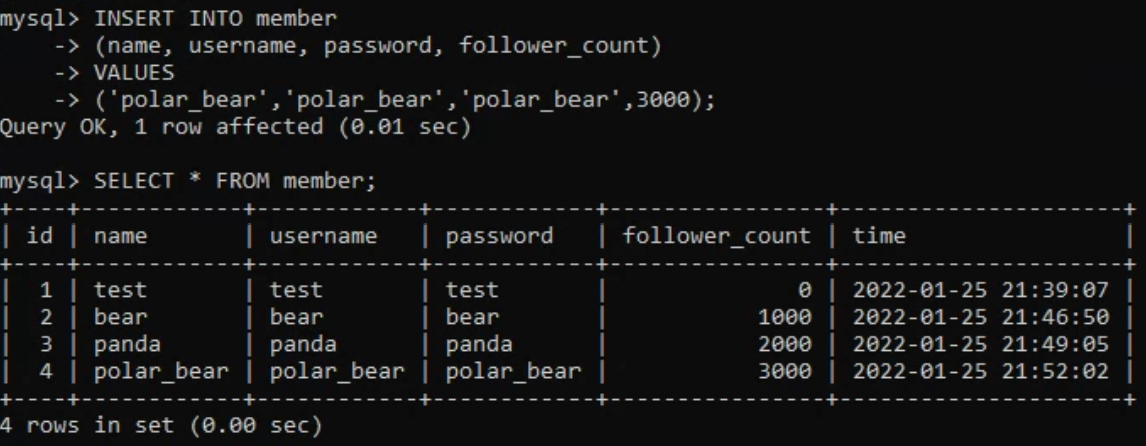 mysql> INSERT INTO member
    -> (name, username, password, follower_count)
    -> VALUES
    -> ('polar_bear','polar_bear','polar_bear',3000);
Query OK, 1 row affected (0.01 sec)

mysql> SELECT * FROM member;
+----+------------+------------+------------+----------------+---------------------+
| id | name       | username   | password   | follower_count | time                |
+----+------------+------------+------------+----------------+---------------------+
|  1 | test       | test       | test       |              0 | 2022-01-25 21:39:07 |
|  2 | bear       | bear       | bear       |           1000 | 2022-01-25 21:46:50 |
|  3 | panda      | panda      | panda      |           2000 | 2022-01-25 21:49:05 |
|  4 | polar_bear | polar_bear | polar_bear |           3000 | 2022-01-25 21:52:02 |
+----+------------+------------+------------+----------------+---------------------+
4 rows in set (0.00 sec)